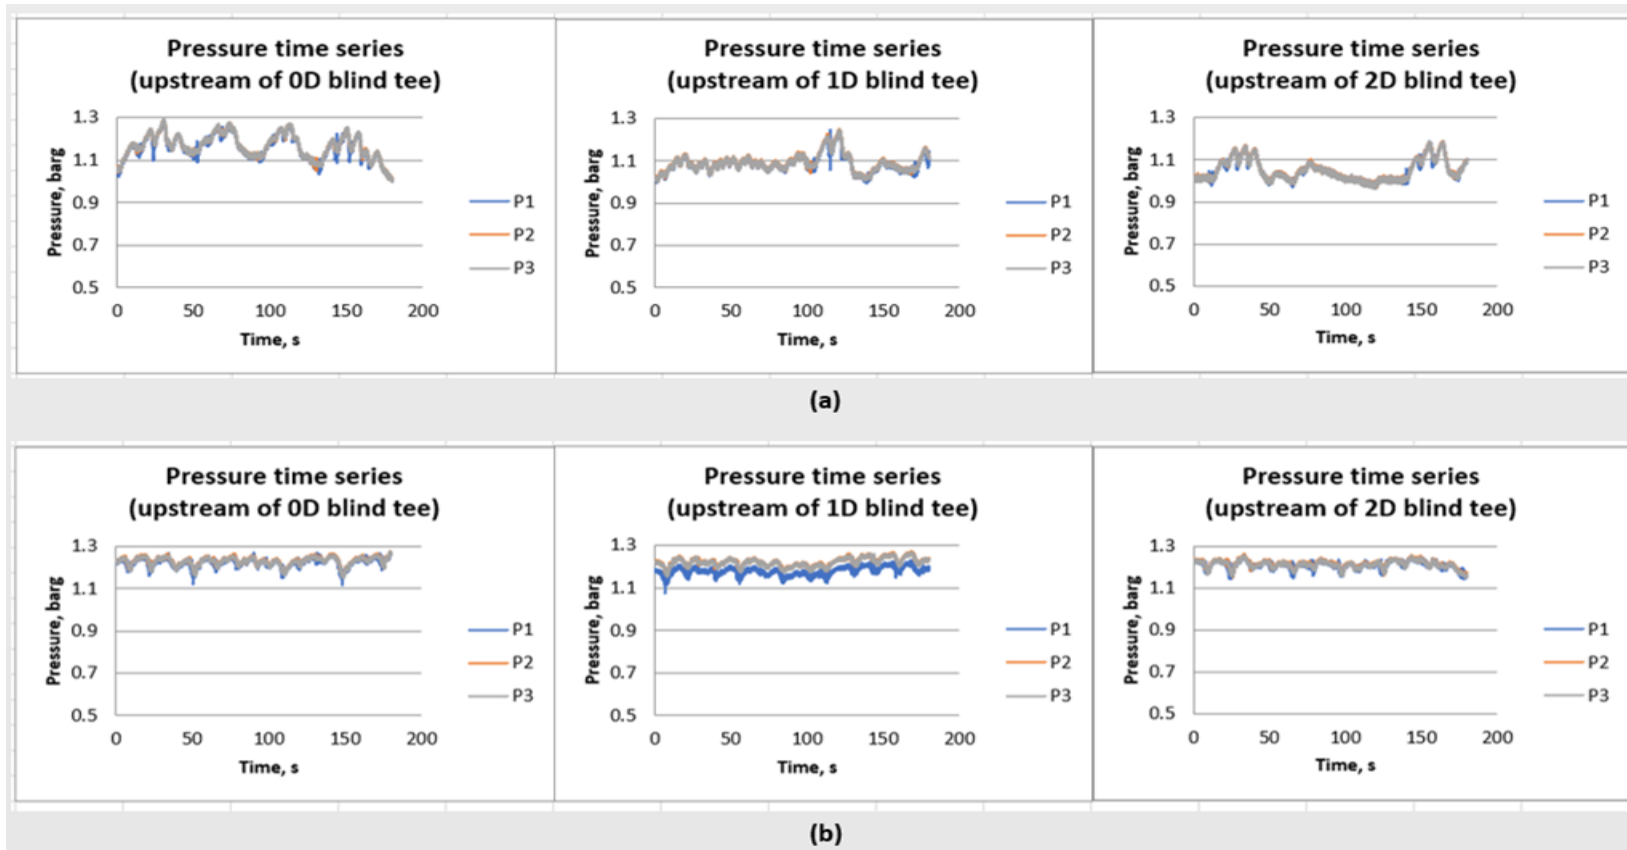 Pressure time series
(upstream of 0D blind tee)
1.3
1.1
0.9
0.7
0.5
Pressure, barg
0
50
100
150
200
Time, s
P1
P2
P3
Pressure time series
(upstream of 1D blind tee)
1.3
1.1
0.9
0.7
0.5
Pressure, barg
0
50
100
150
200
Time, s
P1
P2
P3
Pressure time series
(upstream of 2D blind tee)
1.3
1.1
0.9
0.7
0.5
Pressure, barg
0
50
100
150
200
Time, s
P1
P2
P3
(a)
Pressure time series
(upstream of 0D blind tee)
1.3
1.1
0.9
0.7
0.5
Pressure, barg
0
50
100
150
200
Time, s
P1
P2
P3
Pressure time series
(upstream of 1D blind tee)
1.3
1.1
0.9
0.7
0.5
Pressure, barg
0
50
100
150
200
Time, s
P1
P2
P3
Pressure time series
(upstream of 2D blind tee)
1.3
1.1
0.9
0.7
0.5
Pressure, barg
0
50
100
150
200
Time, s
P1
P2
P3
(b)